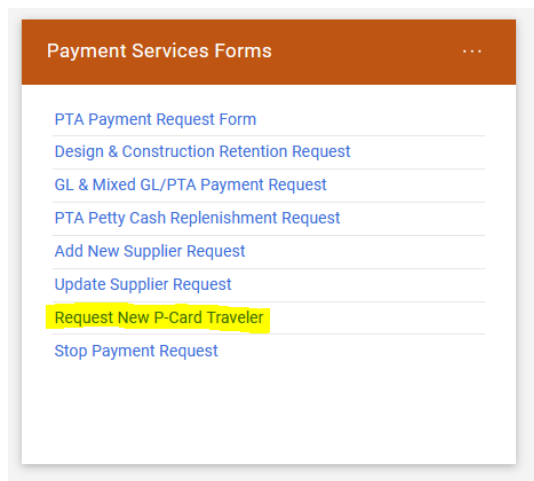 Payment Services Forms
PTA Payment Request Form
Design & Construction Retention Request
GL & Mixed GL/PTA Payment Request
PTA Petty Cash Replenishment Request
Add New Supplier Request
Update Supplier Request
Request New P-Card Traveler
Stop Payment Request